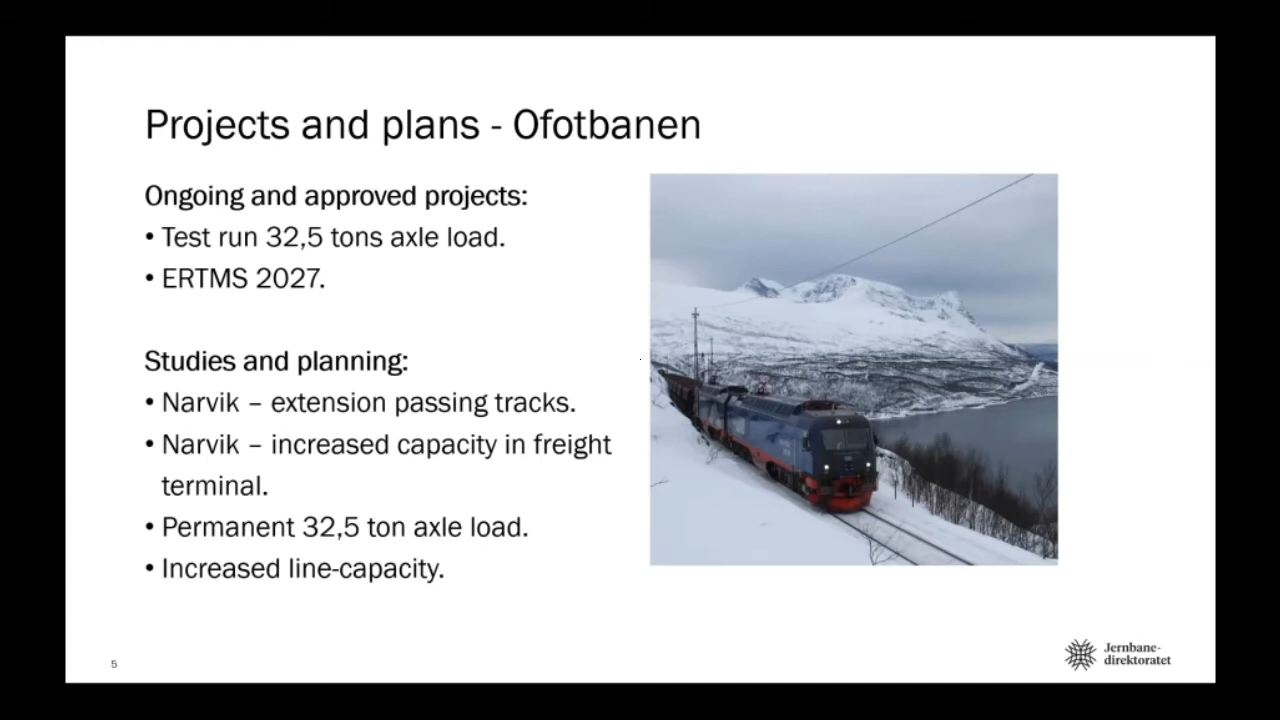 Projects and plans - Ofotbanen
Ongoing and approved projects:
• Test run 32,5 tons axle load.
• ERTMS 2027.
Studies and planning:
• Narvik – extension passing tracks.
• Narvik – increased capacity in freight
terminal.
• Permanent 32,5 ton axle load.
• Increased line-capacity.
5
Jernbane-
direktoratet